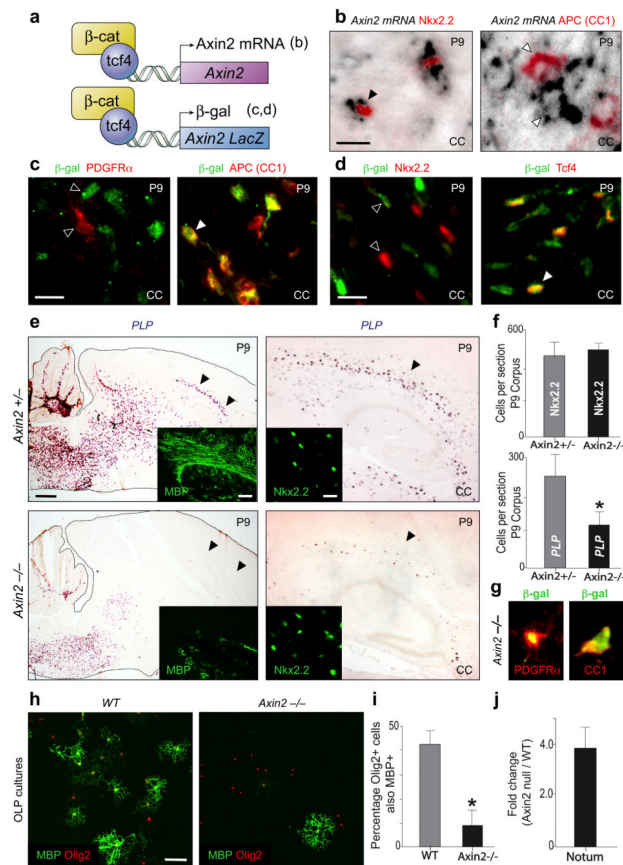 a
β-cat
tcf4
Axin2 mRNA (b)
Axin2
β-cat
tcf4
β-gal (c,d)
Axin2 LacZ
b
Axin2 mRNA Nkx2.2
P9
CC
Axin2 mRNA APC (CC1)
P9
CC
c
β-gal PDGFRα
P9
CC
β-gal APC (CC1)
P9
CC
d
β-gal Nkx2.2
P9
CC
β-gal Tcf4
P9
CC
e
PLP
PLP
Axin2 +/−
P9
MBP
P9
Nkx2.2
CC
Axin2 −/−
P9
MBP
P9
Nkx2.2
CC
f
Cells per section
P9 Corpus
600
0
Nkx2.2
Nkx2.2
Axin2+/- Axin2-/-
Cells per section
P9 Corpus
300
0
PLP
*
PLP
Axin2+/- Axin2-/-
g
Axin2 −/−
β-gal
PDGFRα
β-gal
CC1
h
OLP cultures
WT
MBP Olig2
Axin2 −/−
MBP Olig2
i
Percentage Olig2+ cells
also MBP+
50
0
*
WT Axin2-/-
j
Fold change
(Axin2 null / WT)
4.0
2.0
0
Notum